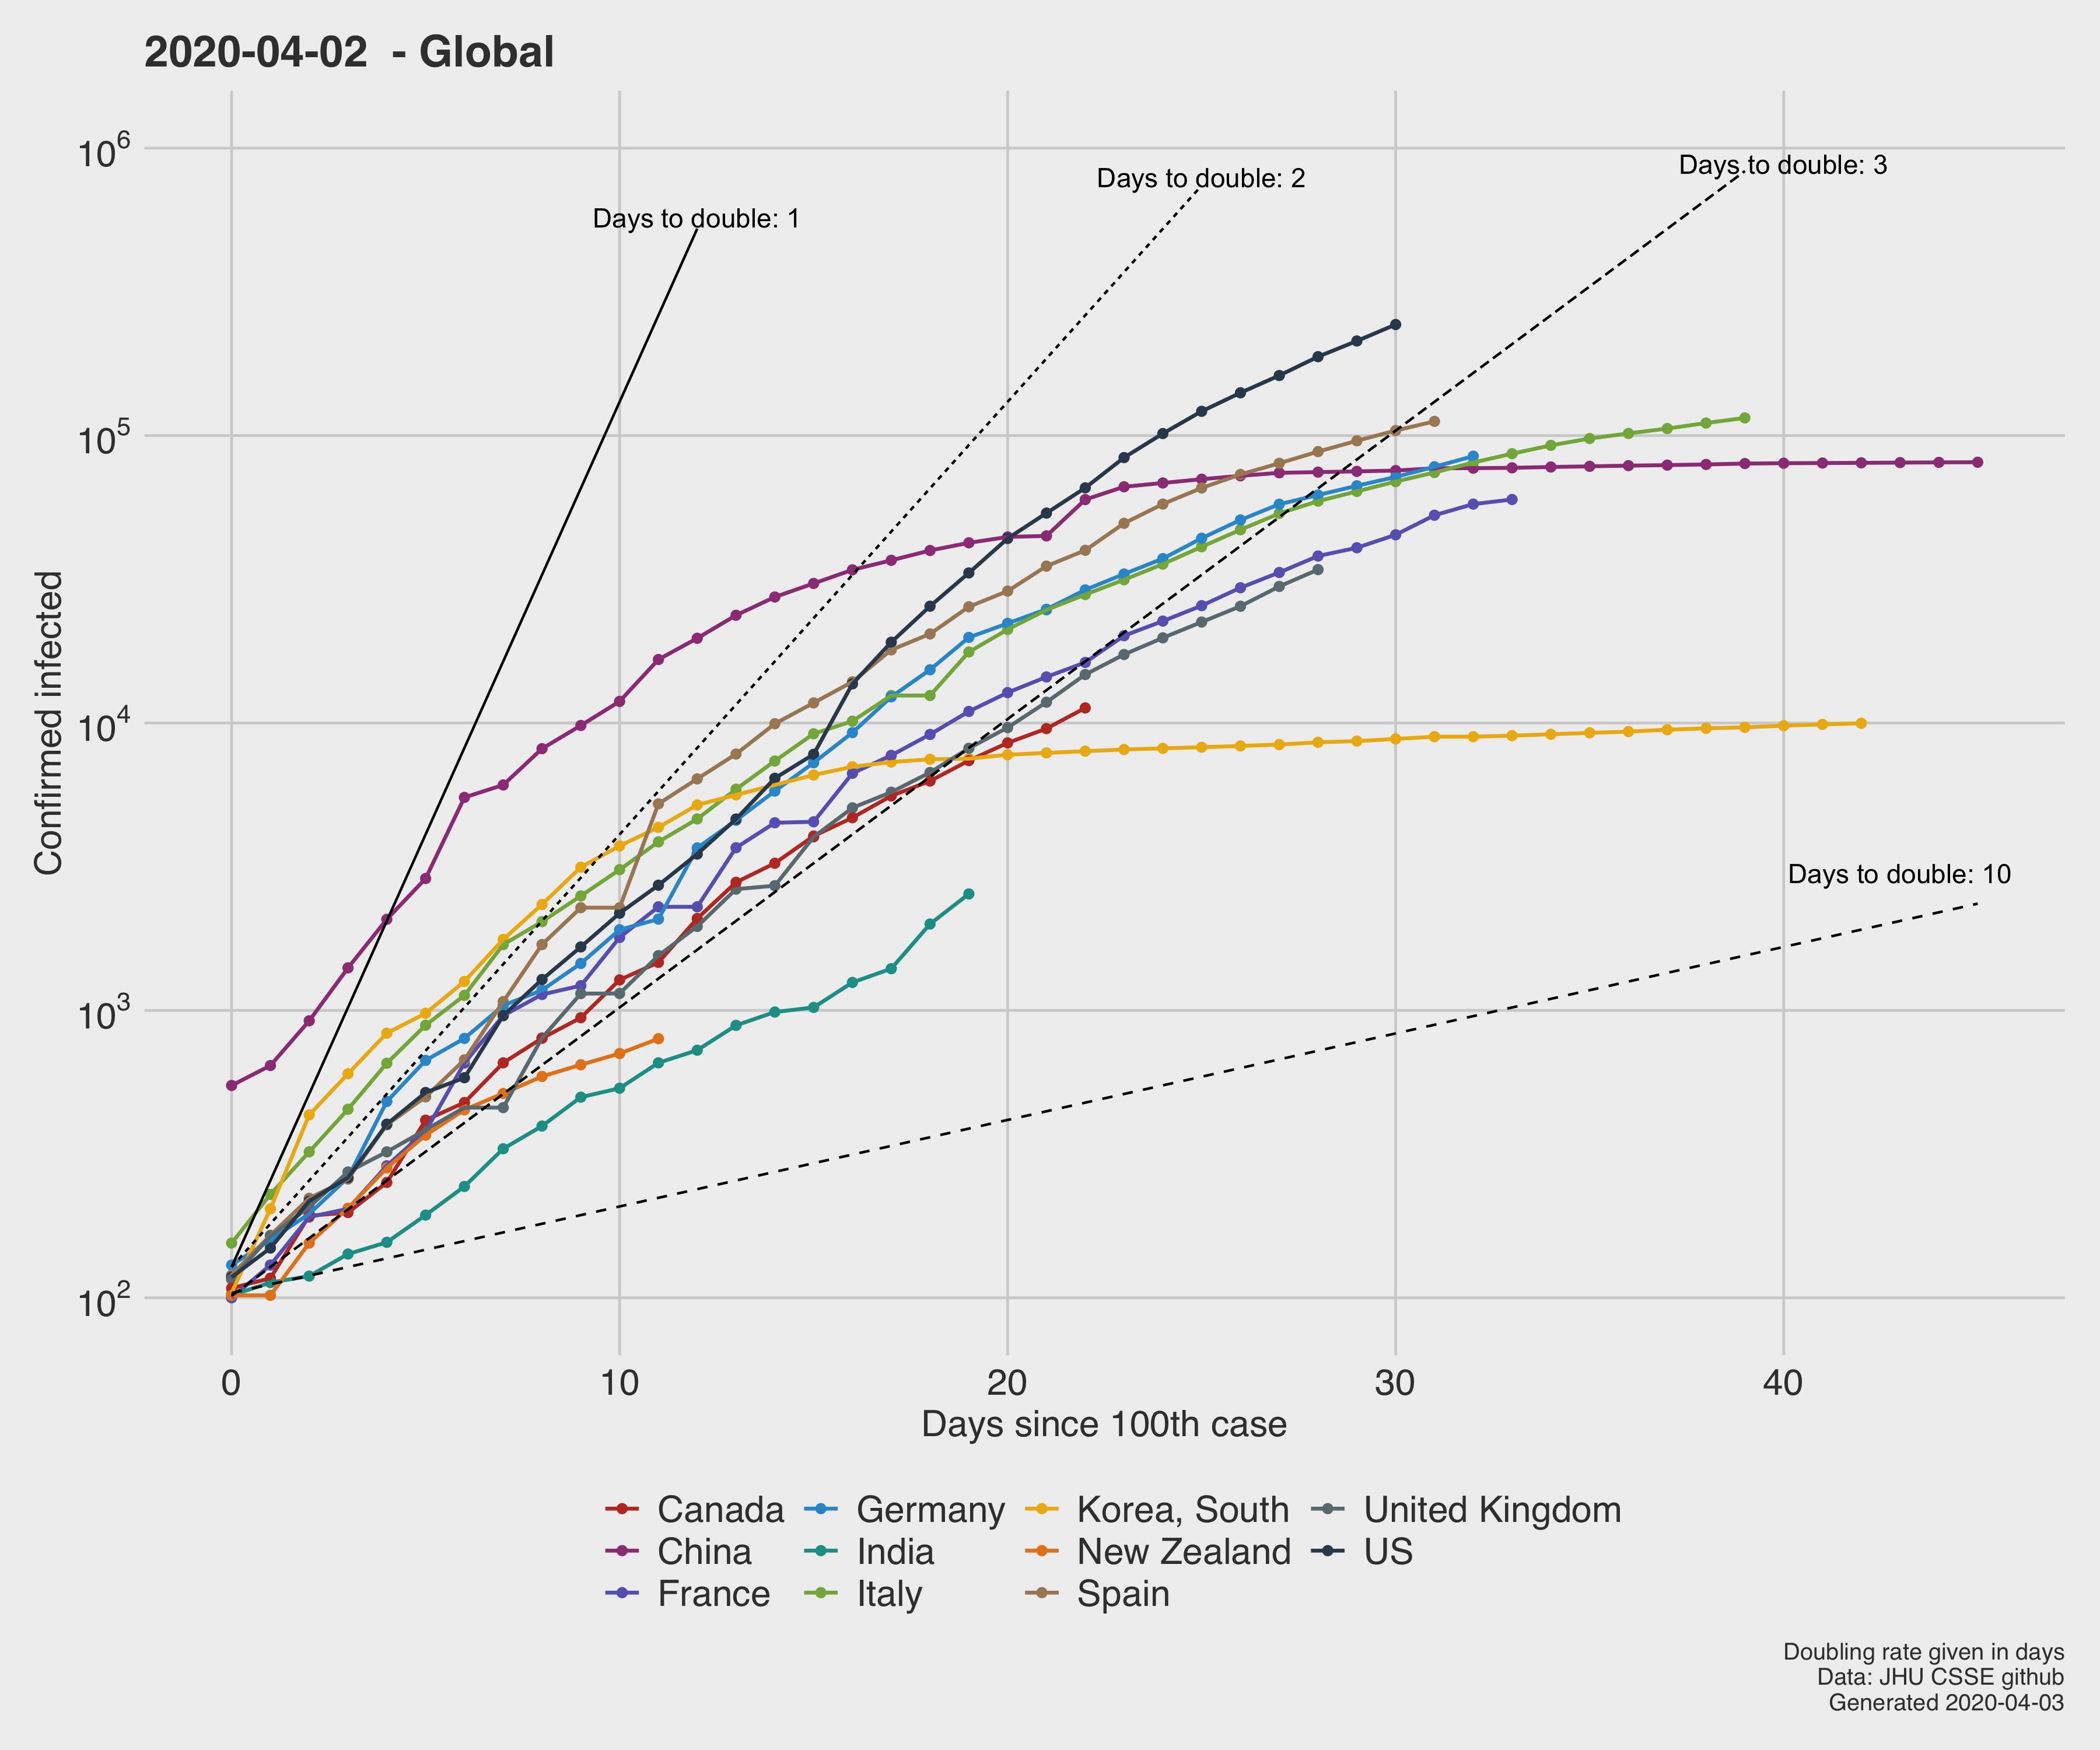 2020-04-02 - Global
10^6
10^5
10^4
10^3
10^2
Confirmed infected
Days to double: 1
Days to double: 2
Days to double: 3
Days to double: 10
0 10 20 30 40
Days since 100th case
Canada Germany Korea, South United Kingdom
China India New Zealand US
France Italy Spain
Doubling rate given in days
Data: JHU CSSE github
Generated 2020-04-03